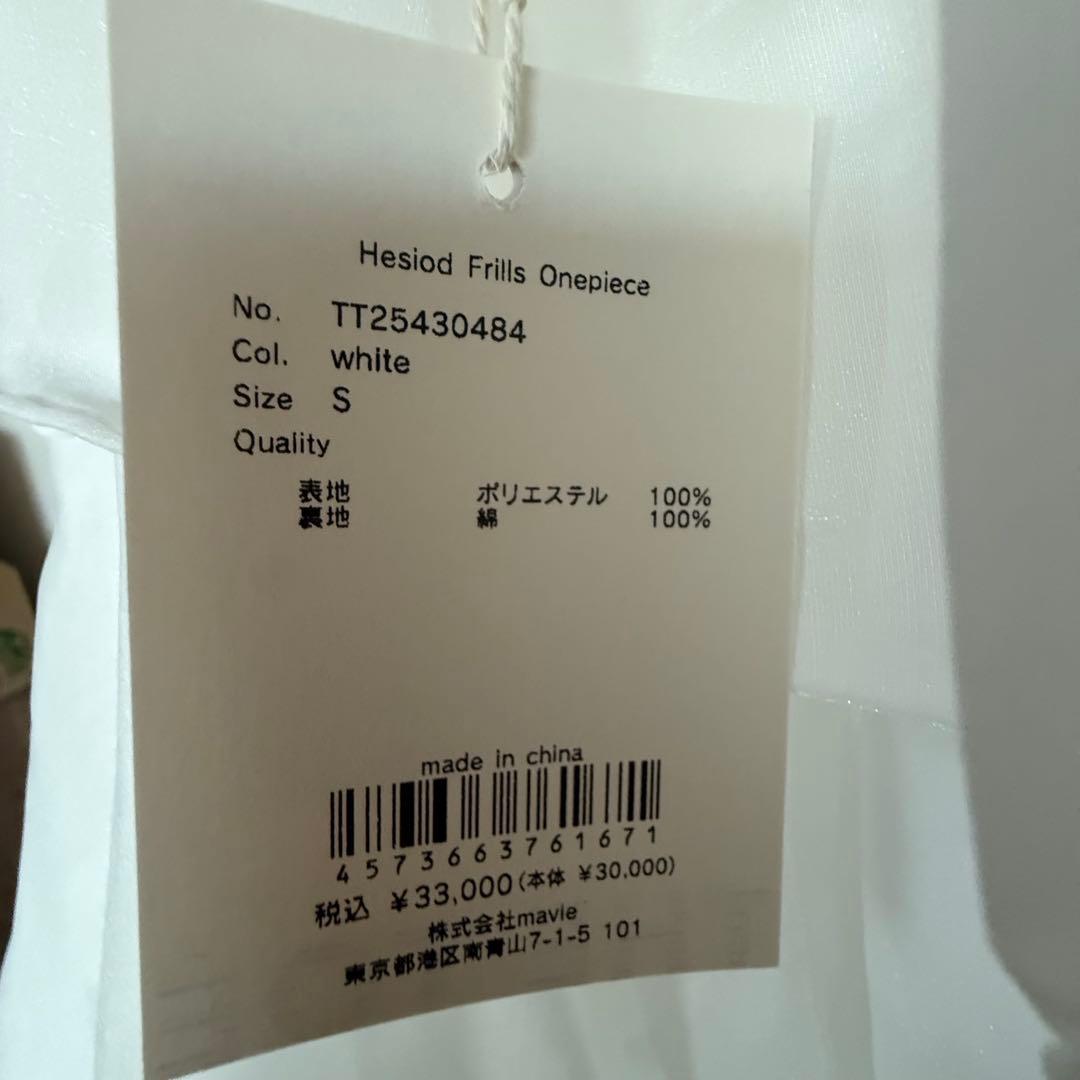 Hesiod Frills Onepiece
No. TT25430484
Col. white
Size S
Quality
表地 ポリエステル 100%
裏地 綿 100%
made in china
4573663761671
税込 ¥33,000(本体 ¥30,000)
株式会社mavie
東京都港区南青山7-1-5 101